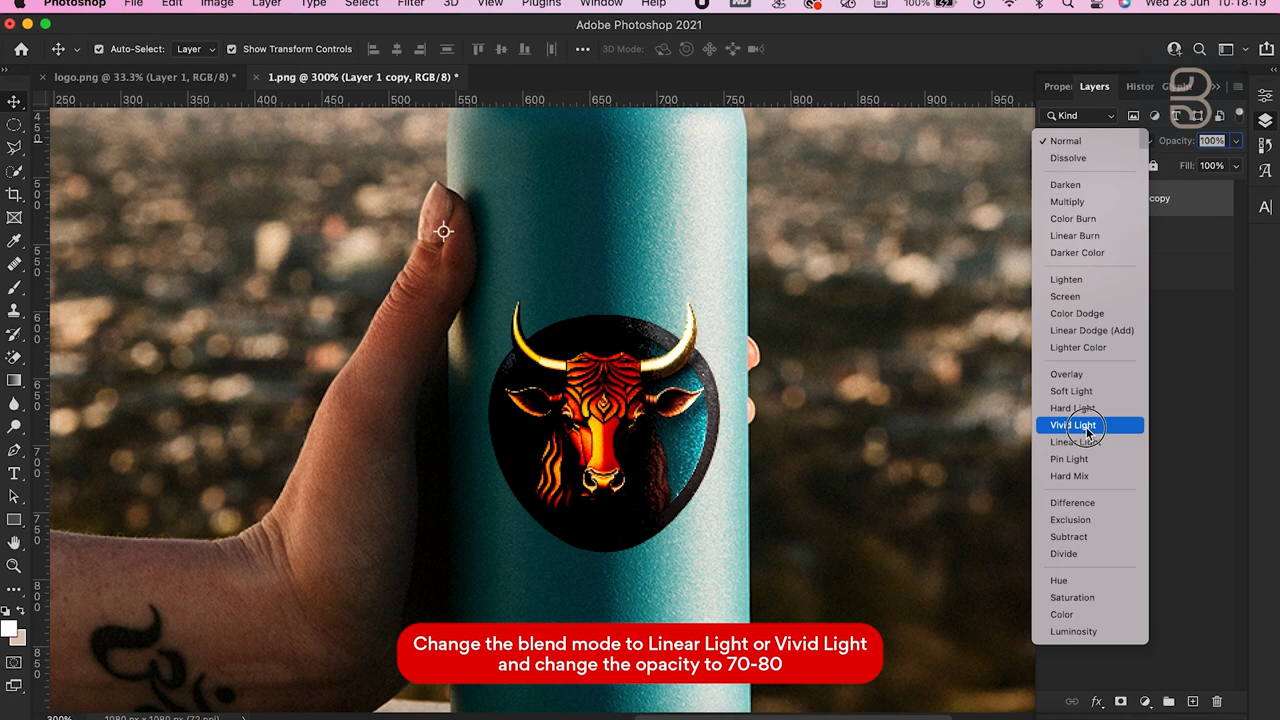 Photoshop File Edit Image Layer Type Select Filter 3D View Plugins Window Help 100% Wed 28 Jun 10:18:19
Adobe Photoshop 2021
Auto-Select: Layer Show Transform Controls 3D Mode:
logo.png @ 33.3% (Layer 1, RGB/8) * 1.png @ 300% (Layer 1 copy, RGB/8) *
Layers Histor
250 300 350 400 450 500 550 600 650 700 750 800 850 900 950
Kind
Normal
Opacity: 100%
Dissolve
Fill: 100%
Darken
Multiply
copy
Color Burn
Linear Burn
Darker Color
Lighten
Screen
Color Dodge
Linear Dodge (Add)
Lighter Color
Overlay
Soft Light
Hard Light
Vivid Light
Linear Light
Pin Light
Hard Mix
Difference
Exclusion
Subtract
Divide
Hue
Saturation
Color
Luminosity
Change the blend mode to Linear Light or Vivid Light
and change the opacity to 70-80
300% 1080 px x 1080 px (72 ppi)